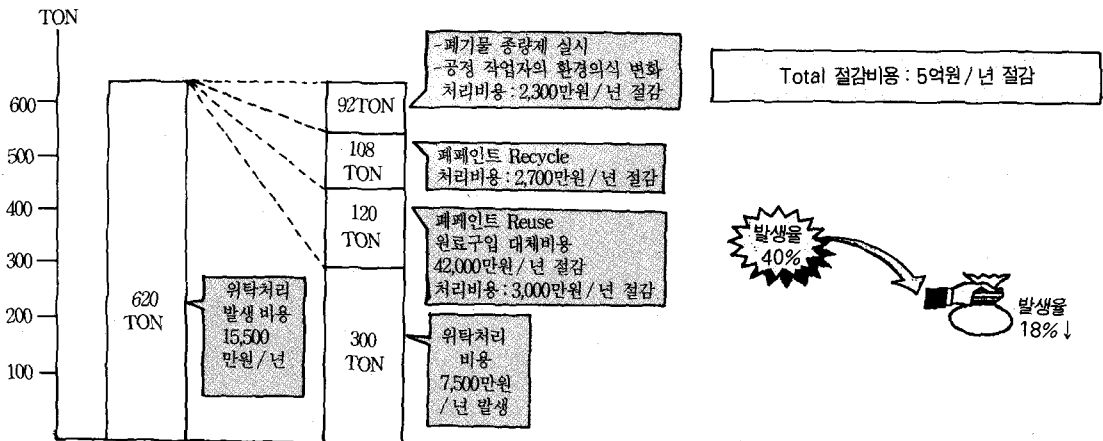 TON
600
500
400
300
200
100
620
TON
위탁처리
발생 비용
15,500
만원/년
92TON
108
TON
120
TON
300
TON
-폐기물 종량제 실시
-공정 작업자의 환경의식 변화
처리비용:2,300만원/년 절감
폐페인트 Recycle
처리비용:2,700만원/년 절감
폐페인트 Reuse
원료구입 대체비용
42,000만원/년 절감
처리비용:3,000만원/년 절감
위탁처리
비용
7,500만원
/년 발생
Total 절감비용 : 5억원/년 절감
발생율
40%
발생율
18%↓